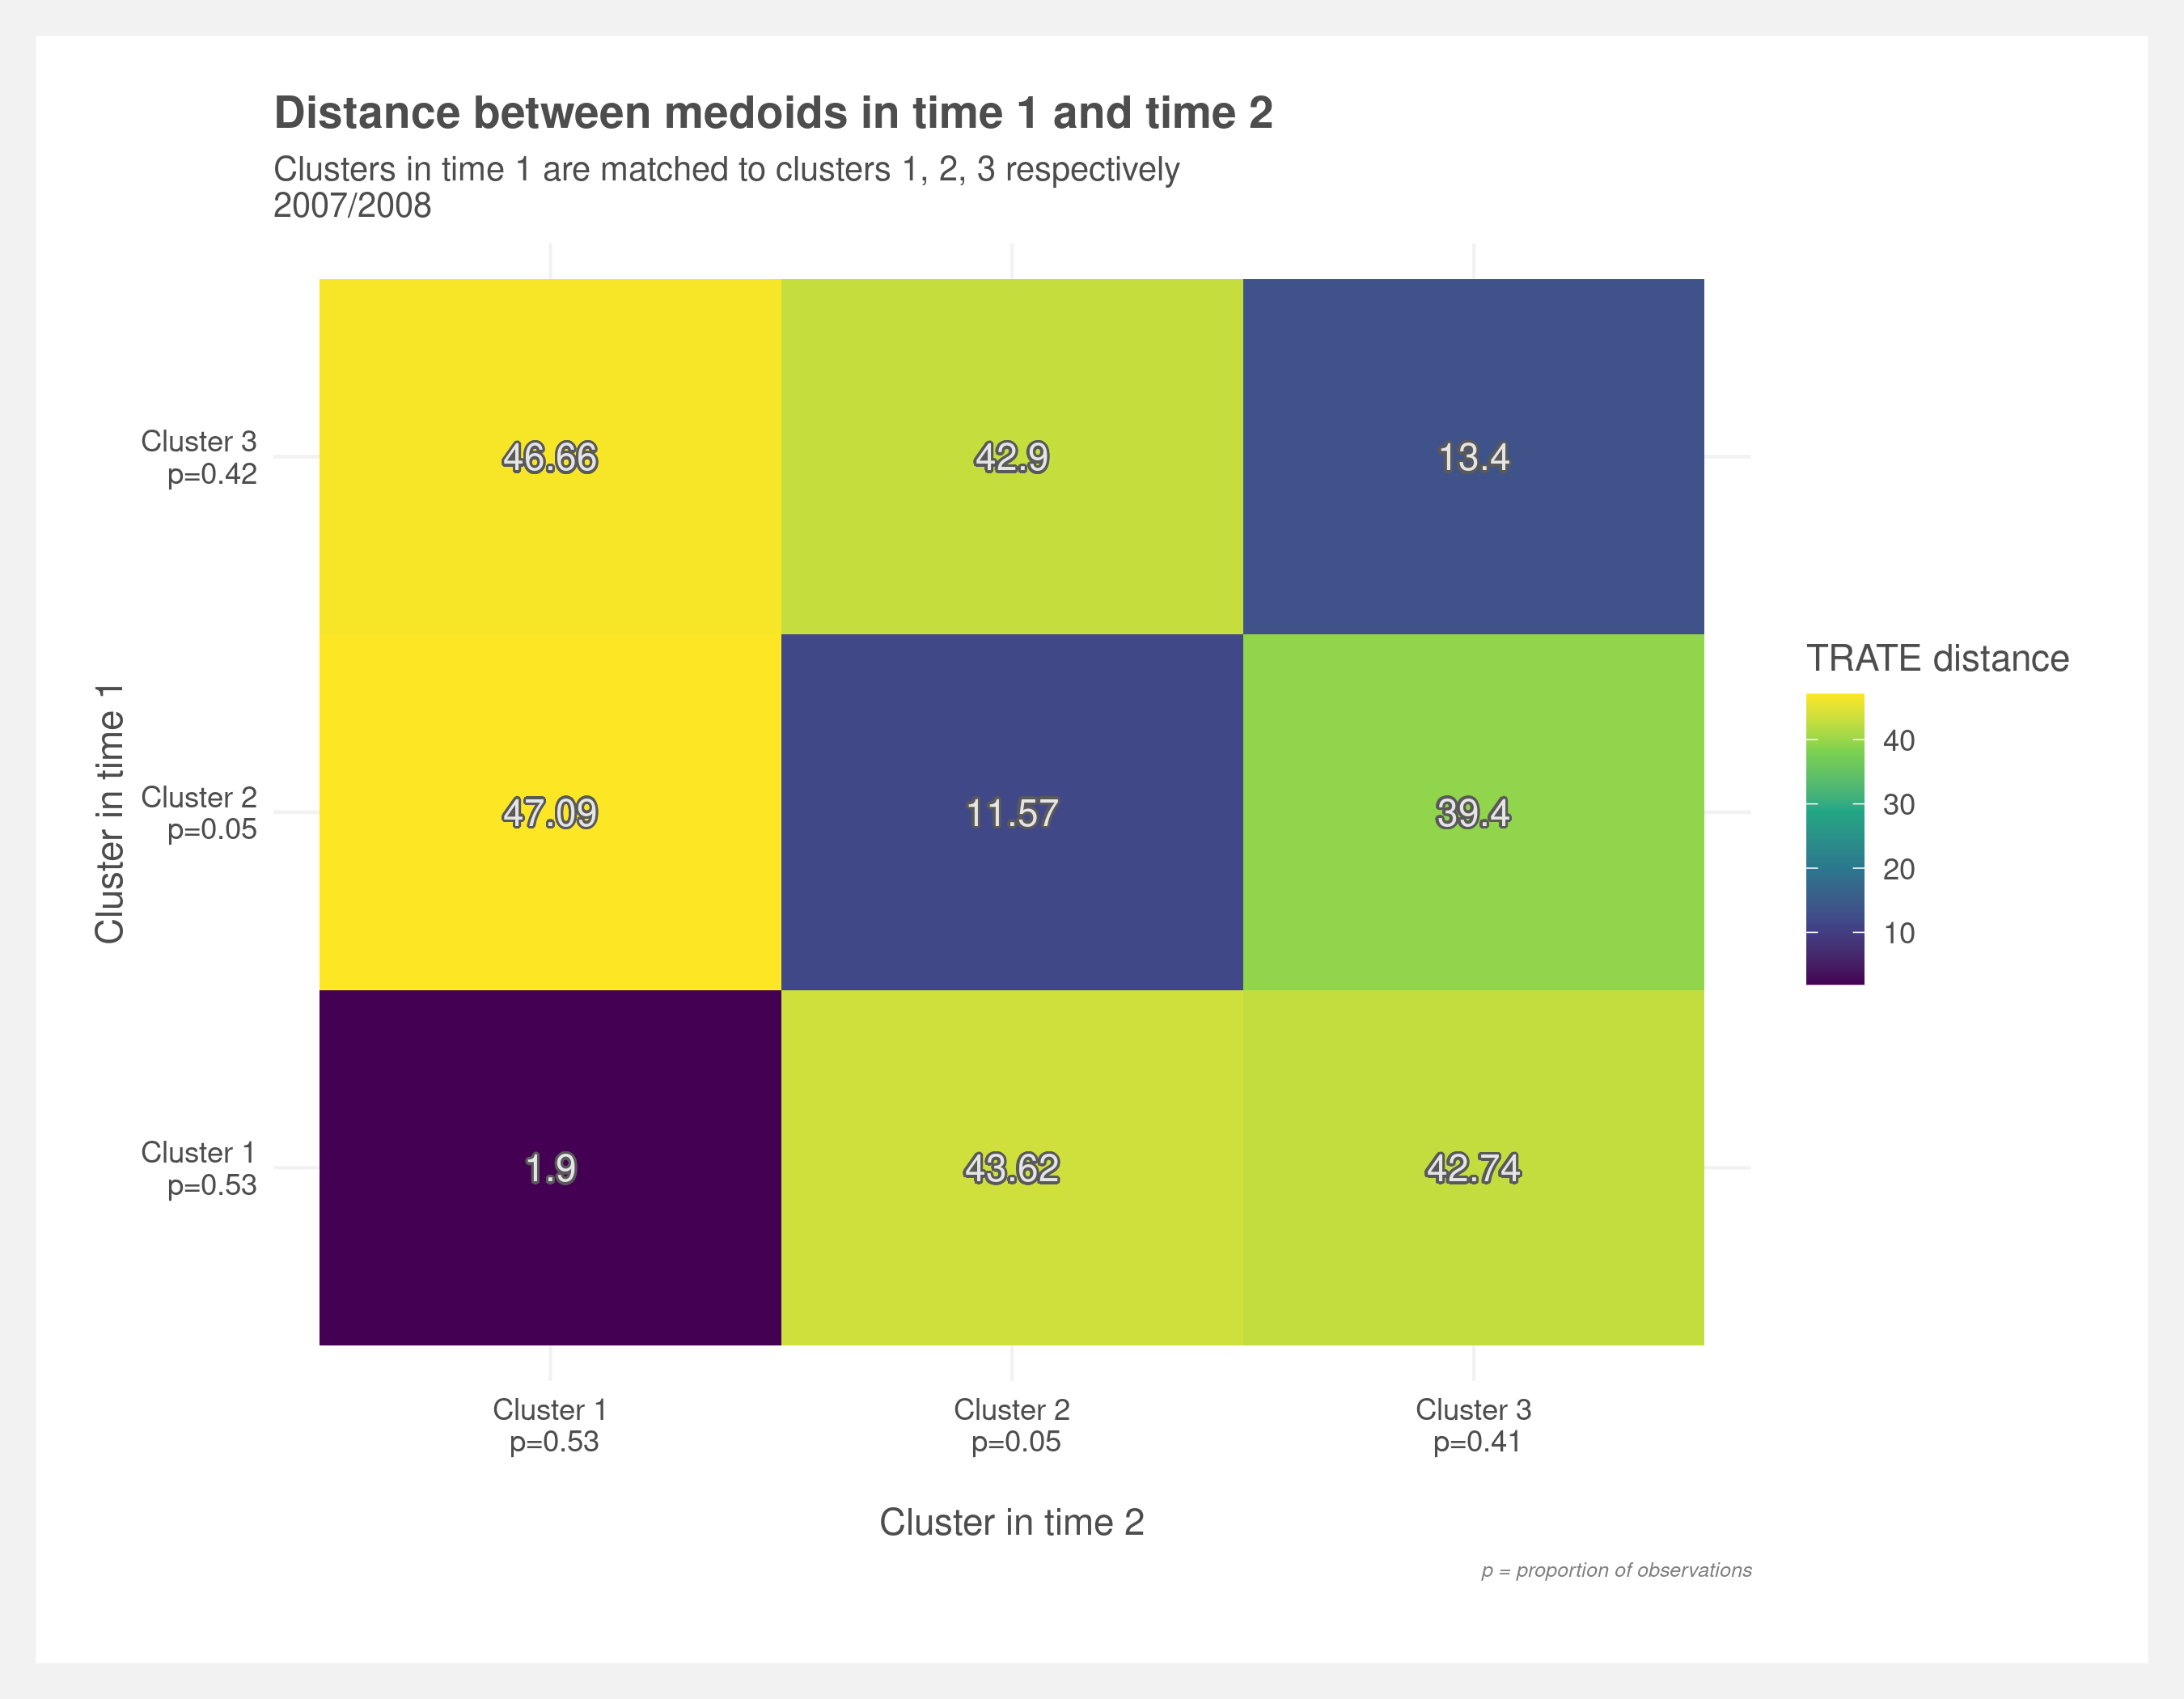 Distance between medoids in time 1 and time 2
Clusters in time 1 are matched to clusters 1, 2, 3 respectively
2007/2008
Cluster in time 1
Cluster 3
p=0.42
46.66
42.9
13.4
Cluster 2
p=0.05
47.09
11.57
39.4
Cluster 1
p=0.53
1.9
43.62
42.74
Cluster 1
p=0.53
Cluster 2
p=0.05
Cluster 3
p=0.41
Cluster in time 2
TRATE distance
40
30
20
10
p = proportion of observations